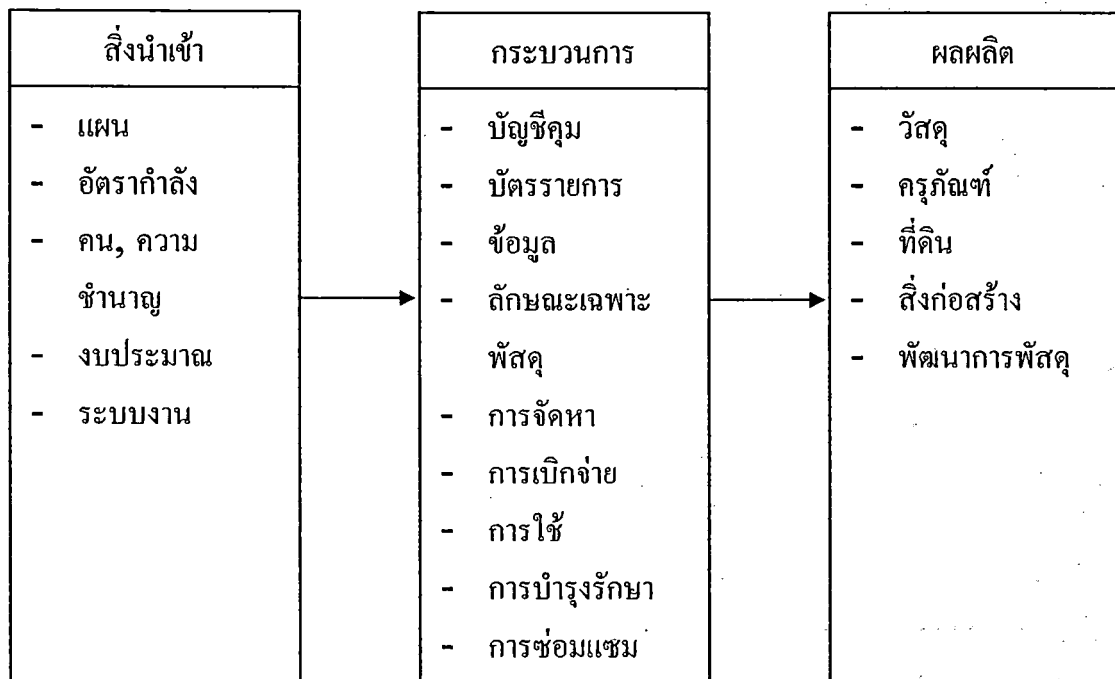 สิ่งนำเข้า
- แผน
- อัตรากำลัง
- คน, ความ
ชำนาญ
- งบประมาณ
- ระบบงาน
กระบวนการ
- บัญชีคุม
- บัตรรายการ
- ข้อมูล
- ลักษณะเฉพาะ
พัสดุ
- การจัดหา
- การเบิกจ่าย
- การใช้
- การบำรุงรักษา
- การซ่อมแซม
ผลผลิต
- วัสดุ
- ครุภัณฑ์
- ที่ดิน
- สิ่งก่อสร้าง
- พัฒนาการพัสดุ